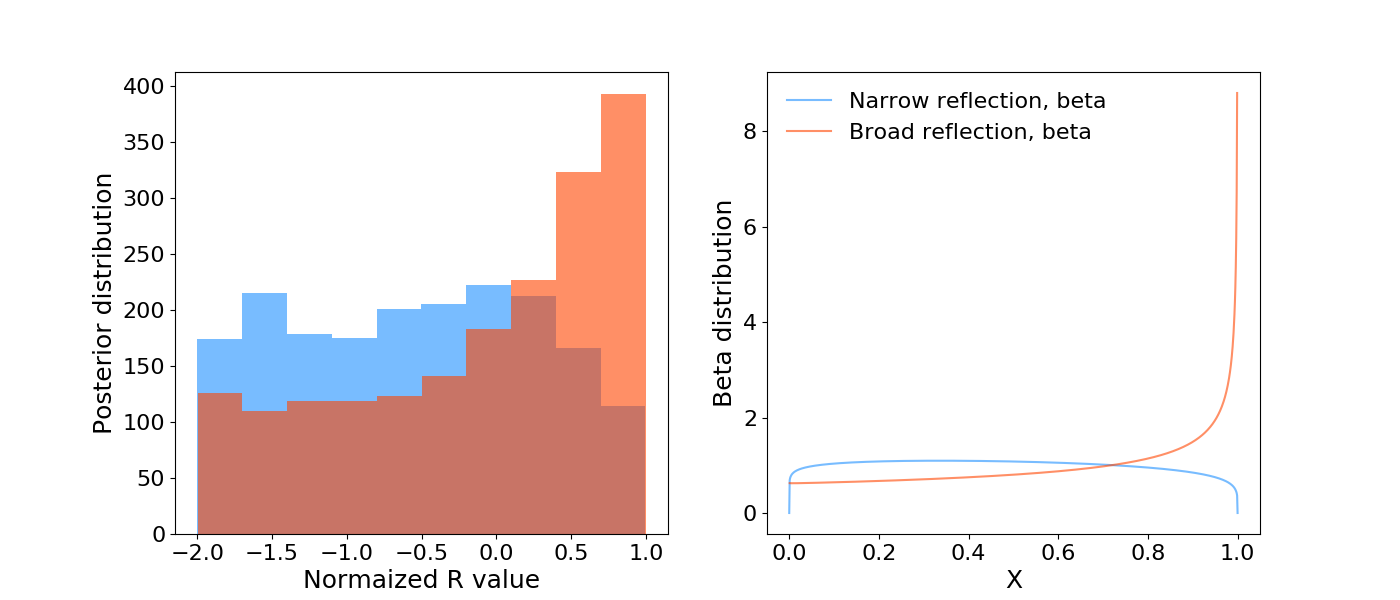 Posterior distribution
400
350
300
250
200
150
100
50
0
−2.0 −1.5 −1.0 −0.5 0.0 0.5 1.0
Normaized R value
Beta distribution
8
6
4
2
0
Narrow reflection, beta
Broad reflection, beta
0.0 0.2 0.4 0.6 0.8 1.0
X